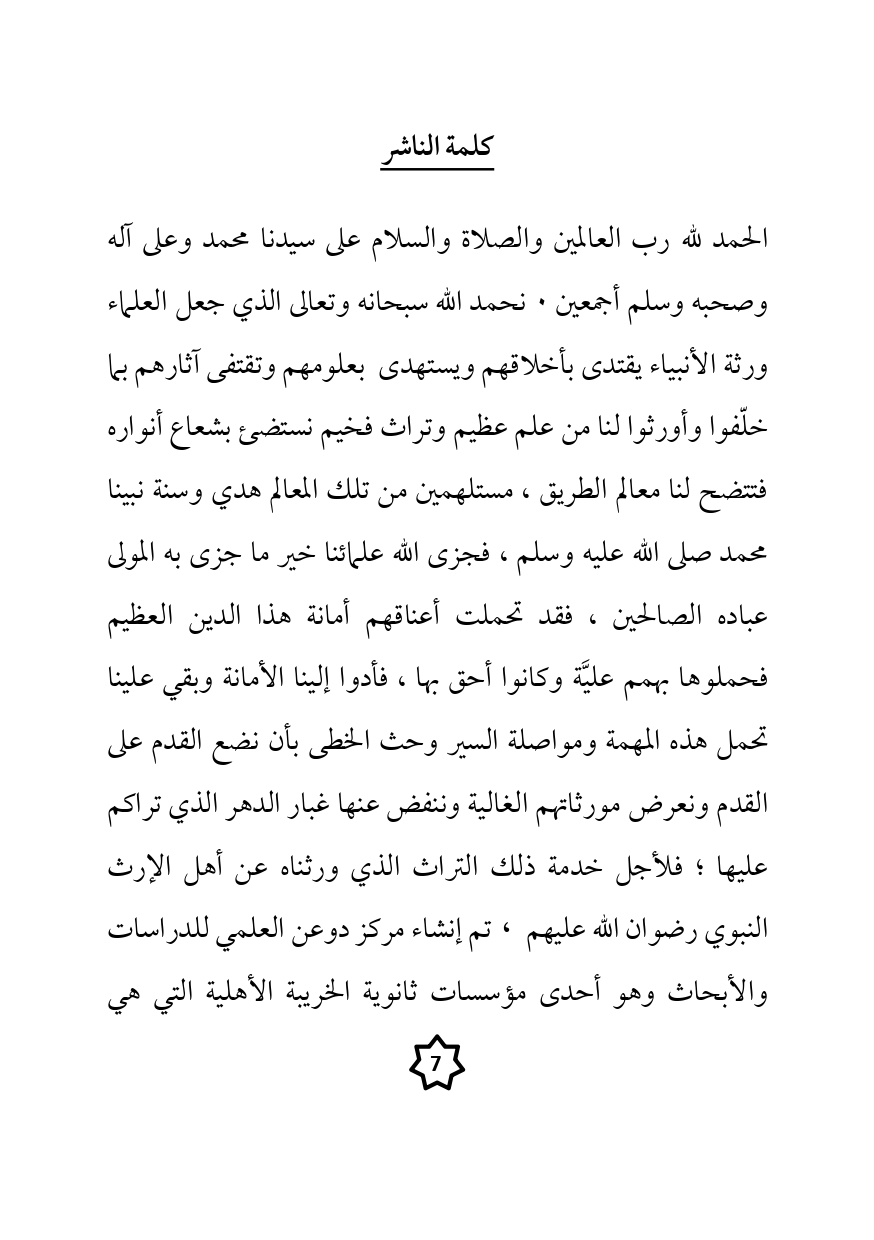 كلمة الناشر
الحمد لله رب العالمين والصلاة والسلام على سيدنا محمد وعلى آله
وصحبه وسلم أجمعين . نحمد الله سبحانه وتعالى الذي جعل العلماء
ورثة الأنبياء يقتدى بأخلاقهم ويستهدى بعلومهم وتقتفى آثارهم بما
خلّفوا وأورثوا لنا من علم عظيم وتراث فخيم نستضئ بشعاع أنواره
فتتضح لنا معالم الطريق ، مستلهمين من تلك المعالم هدي وسنة نبينا
محمد صلى الله عليه وسلم ، فجزى الله علمائنا خير ما جزى به المولى
عباده الصالحين ، فقد تحملت أعناقهم أمانة هذا الدين العظيم
فحملوها بهمم عليَّة وكانوا أحق بها ، فأدوا إلينا الأمانة وبقي علينا
تحمل هذه المهمة ومواصلة السير وحث الخطى بأن نضع القدم على
القدم ونعرض مورثاتهم الغالية وننفض عنها غبار الدهر الذي تراكم
عليها ؛ فلأجل خدمة ذلك التراث الذي ورثناه عن أهل الإرث
النبوي رضوان الله عليهم ، تم إنشاء مركز دوعن العلمي للدراسات
والأبحاث وهو أحدى مؤسسات ثانوية الخريبة الأهلية التي هي
7